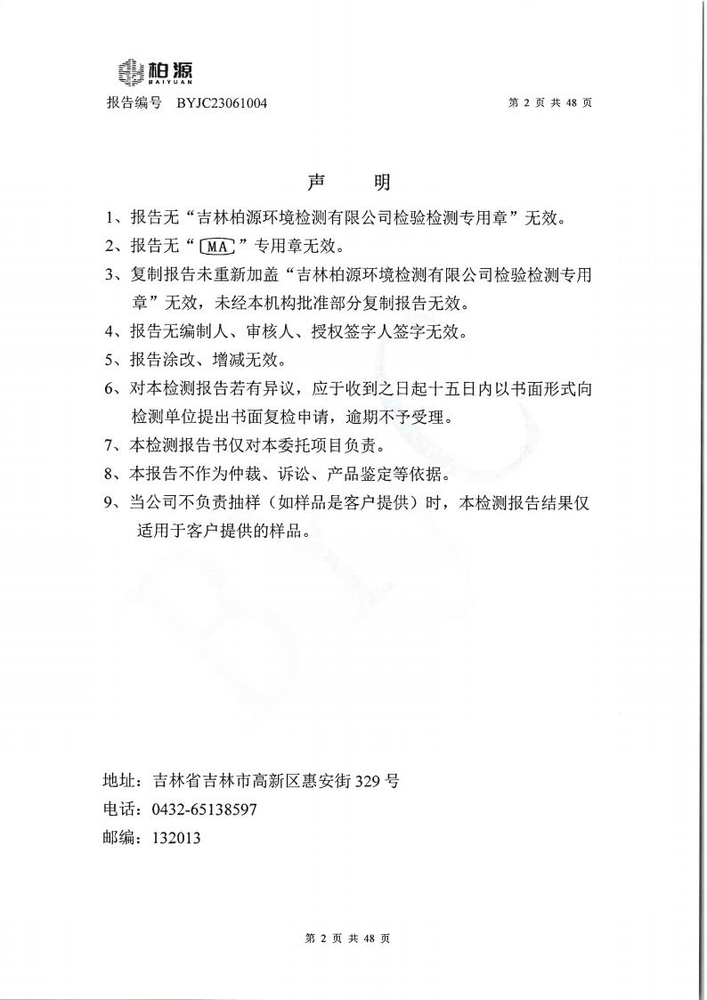 柏源
BAIYUAN
报告编号 BYJC23061004
第 2 页 共 48 页
声 明
1、报告无“吉林柏源环境检测有限公司检验检测专用章”无效。
2、报告无“MA”专用章无效。
3、复制报告未重新加盖“吉林柏源环境检测有限公司检验检测专用
章”无效，未经本机构批准部分复制报告无效。
4、报告无编制人、审核人、授权签字人签字无效。
5、报告涂改、增减无效。
6、对本检测报告若有异议，应于收到之日起十五日内以书面形式向
检测单位提出书面复检申请，逾期不予受理。
7、本检测报告书仅对本委托项目负责。
8、本报告不作为仲裁、诉讼、产品鉴定等依据。
9、当公司不负责抽样（如样品是客户提供）时，本检测报告结果仅
适用于客户提供的样品。
BYJC
地址：吉林省吉林市高新区惠安街 329 号
电话：0432-65138597
邮编：132013
第 2 页 共 48 页